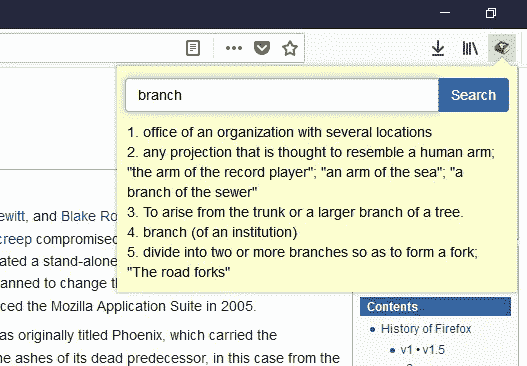 branch
Search
1. office of an organization with several locations
2. any projection that is thought to resemble a human arm;
"the arm of the record player"; "an arm of the sea"; "a
branch of the sewer"
3. To arise from the trunk or a larger branch of a tree.
4. branch (of an institution)
5. divide into two or more branches so as to form a fork;
"The road forks"
ewitt, and Blake Ro
creep compromised
ated a stand-alone
anned to change th
ced the Mozilla Application Suite in 2005.
as originally titled Phoenix, which carried the
ne ashes of its dead predecessor, in this case from the
Contents
• History of Firefox
• v1 • v1.5